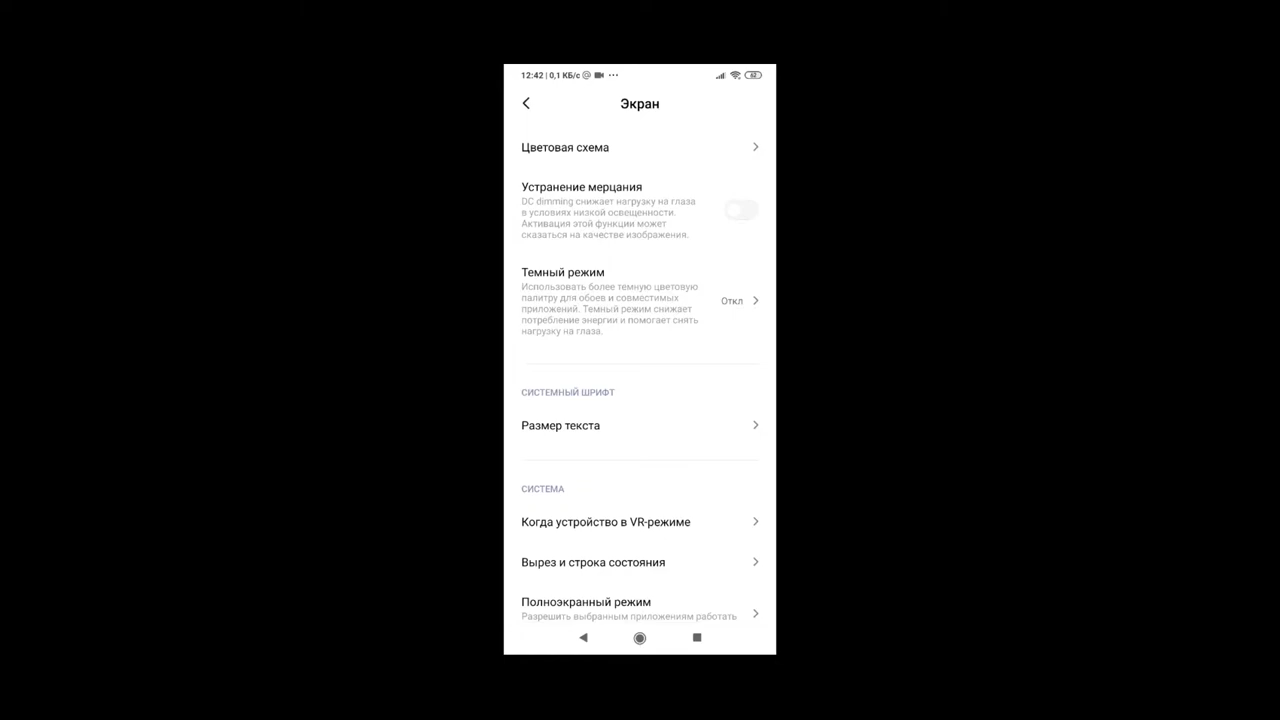 12:42 | 0,1 КБ/с @ ···
62
Экран
Цветовая схема
Устранение мерцания
DC dimming снижает нагрузку на глаза
в условиях низкой освещенности.
Активация этой функции может
сказаться на качестве изображения.
Темный режим
Использовать более темную цветовую
палитру для обоев и совместимых
приложений. Темный режим снижает
потребление энергии и помогает снять
нагрузку на глаза.
Откл
СИСТЕМНЫЙ ШРИФТ
Размер текста
СИСТЕМА
Когда устройство в VR-режиме
Вырез и строка состояния
Полноэкранный режим
Разрешить выбранным приложениям работать